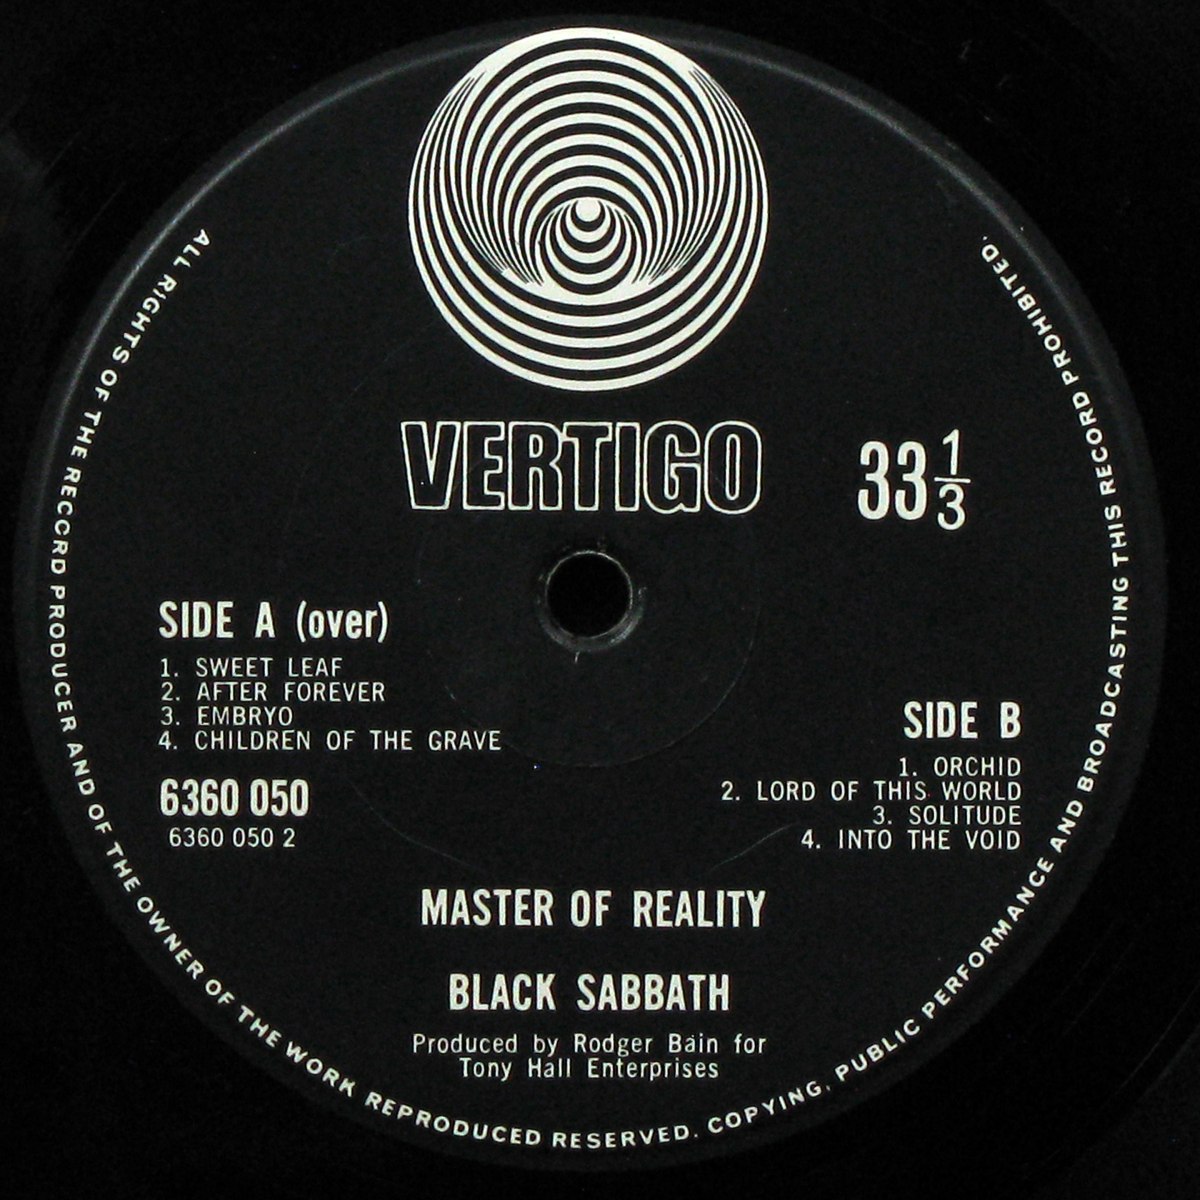 VERTIGO
33 1/3
SIDE A (over)
1. SWEET LEAF
2. AFTER FOREVER
3. EMBRYO
4. CHILDREN OF THE GRAVE
6360 050
6360 050 2
SIDE B
1. ORCHID
2. LORD OF THIS WORLD
3. SOLITUDE
4. INTO THE VOID
MASTER OF REALITY
BLACK SABBATH
Produced by Rodger Bain for
Tony Hall Enterprises
ALL RIGHTS OF THE RECCRD PRODUCER AND OF THE OWNER OF THE WORK REPRODUCED RESERVED. COPYING, PUBLIC PERFORMANCE AND BROADCASTING THIS RECORD PROHIBITED.